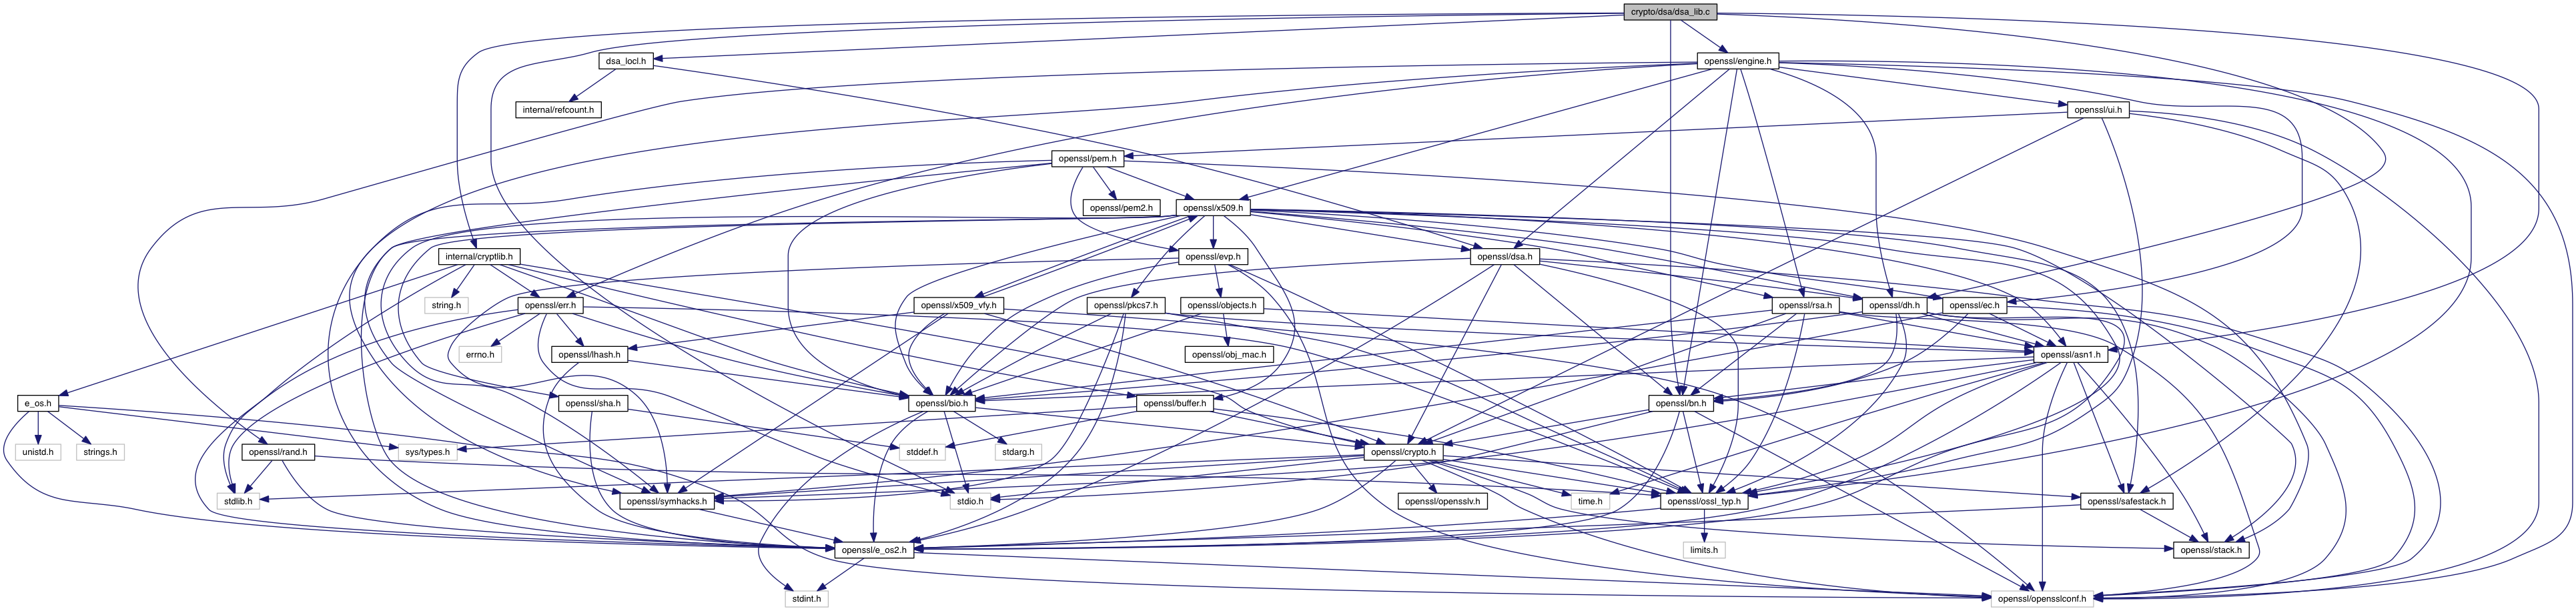 crypto/dsa/dsa_lib.c
dsa_locl.h
openssl/engine.h
internal/refcount.h
openssl/ui.h
openssl/pem.h
openssl/pem2.h
openssl/x509.h
internal/cryptlib.h
openssl/evp.h
openssl/dsa.h
string.h
openssl/err.h
openssl/x509_vfy.h
openssl/pkcs7.h
openssl/objects.h
openssl/rsa.h
openssl/dh.h
openssl/ec.h
errno.h
openssl/lhash.h
openssl/obj_mac.h
openssl/asn1.h
e_os.h
openssl/sha.h
openssl/bio.h
openssl/buffer.h
openssl/bn.h
unistd.h
strings.h
openssl/rand.h
sys/types.h
stddef.h
stdarg.h
openssl/crypto.h
stdlib.h
openssl/symhacks.h
stdio.h
openssl/opensslv.h
time.h
openssl/ossl_typ.h
openssl/safestack.h
openssl/e_os2.h
limits.h
openssl/stack.h
stdint.h
openssl/opensslconf.h